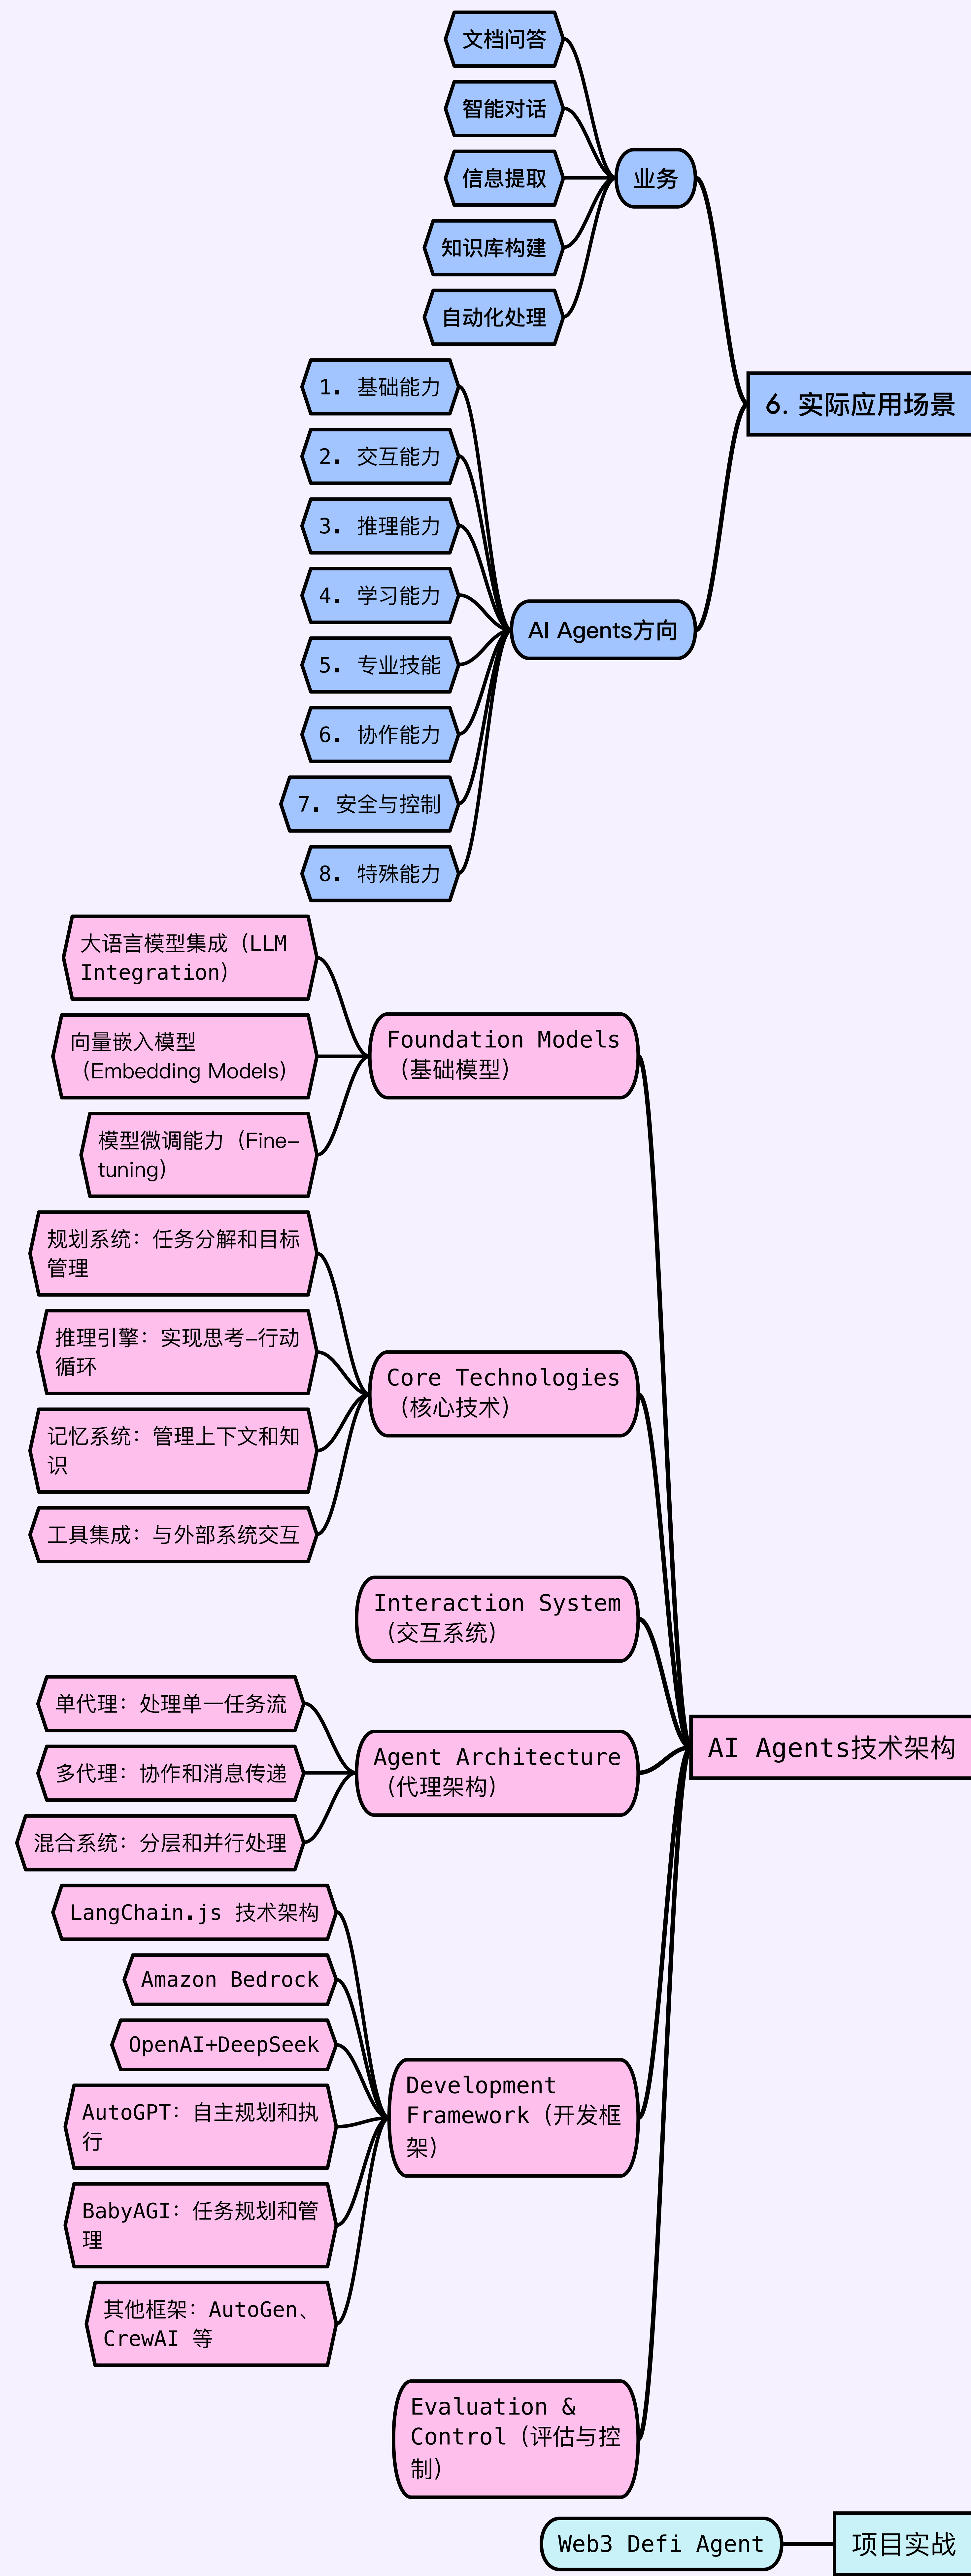 文档问答
智能对话
信息提取
知识库构建
自动化处理
业务
1. 基础能力
2. 交互能力
3. 推理能力
4. 学习能力
5. 专业技能
6. 协作能力
7. 安全与控制
8. 特殊能力
AI Agents方向
6. 实际应用场景
大语言模型集成（LLM
Integration）
向量嵌入模型
（Embedding Models）
模型微调能力（Fine-
tuning）
Foundation Models
（基础模型）
规划系统：任务分解和目标
管理
推理引擎：实现思考-行动
循环
记忆系统：管理上下文和知
识
工具集成：与外部系统交互
Core Technologies
（核心技术）
Interaction System
（交互系统）
单代理：处理单一任务流
多代理：协作和消息传递
混合系统：分层和并行处理
Agent Architecture
（代理架构）
AI Agents技术架构
LangChain.js 技术架构
Amazon Bedrock
OpenAI+DeepSeek
AutoGPT：自主规划和执
行
BabyAGI：任务规划和管
理
其他框架：AutoGen、
CrewAI 等
Development
Framework（开发框
架）
Evaluation &
Control（评估与控
制）
Web3 Defi Agent
项目实战